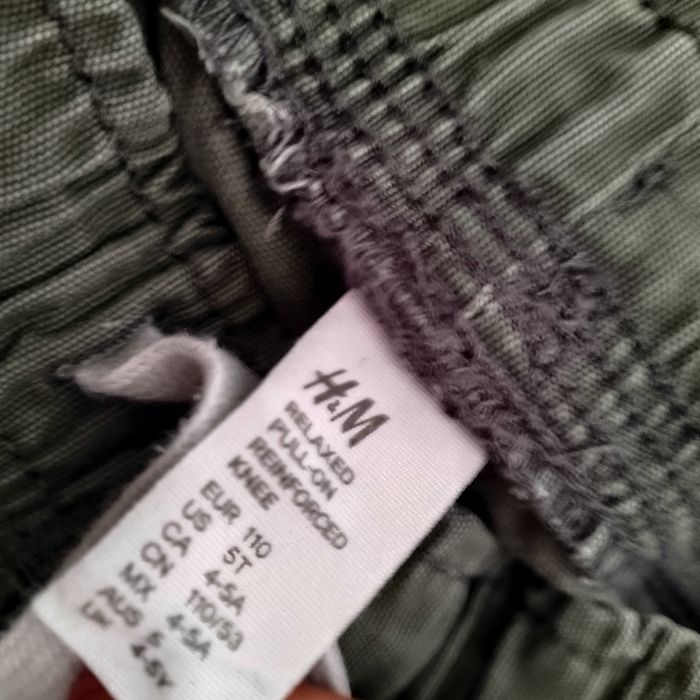 H&M
RELAXED
PULL-ON
REINFORCED
KNEE
EUR 110
US 5T
CA 4-5A
CN 110/53
MX 4-5A
AUS 5
4-5Y